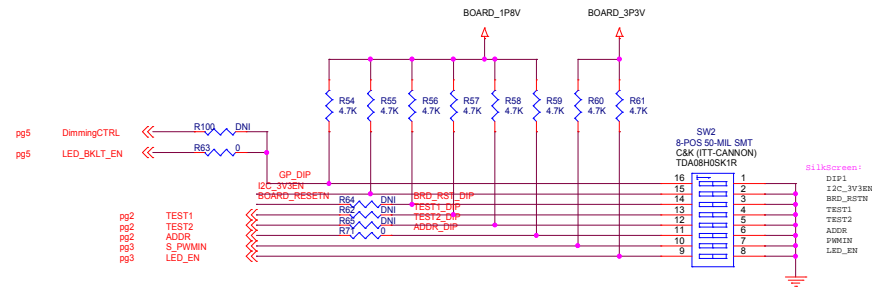 BOARD_1P8V BOARD_3P3V
R54 4.7K R55 4.7K R56 4.7K R57 4.7K R58 4.7K R59 4.7K R60 4.7K R61 4.7K
SW2
8-POS 50-MIL SMT
C&K (ITT-CANNON)
TDA08H0SK1R
pg5 DimmingCTRL R100 DNI
pg5 LED_BKLT_EN R63 0
SilkScreen:
GP_DIP 16 1 DIP1
I2C_3V3EN 15 2 I2C_3V3EN
BOARD_RESETN R64 DNI BRD_RST_DIP 14 3 BRD_RSTN
pg2 TEST1 R62 DNI TEST1_DIP 13 4 TEST1
pg2 TEST2 R65 DNI TEST2_DIP 12 5 TEST2
pg2 ADDR R71 0 ADDR_DIP 11 6 ADDR
pg3 S_PWMIN 10 7 PWMIN
pg3 LED_EN 9 8 LED_EN